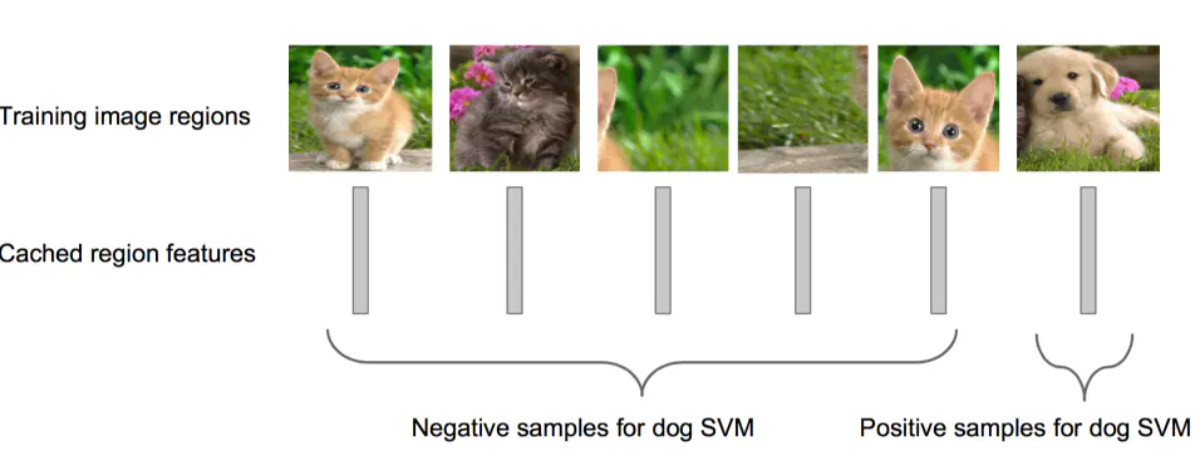 Training image regions
Cached region features
Negative samples for dog SVM
Positive samples for dog SVM